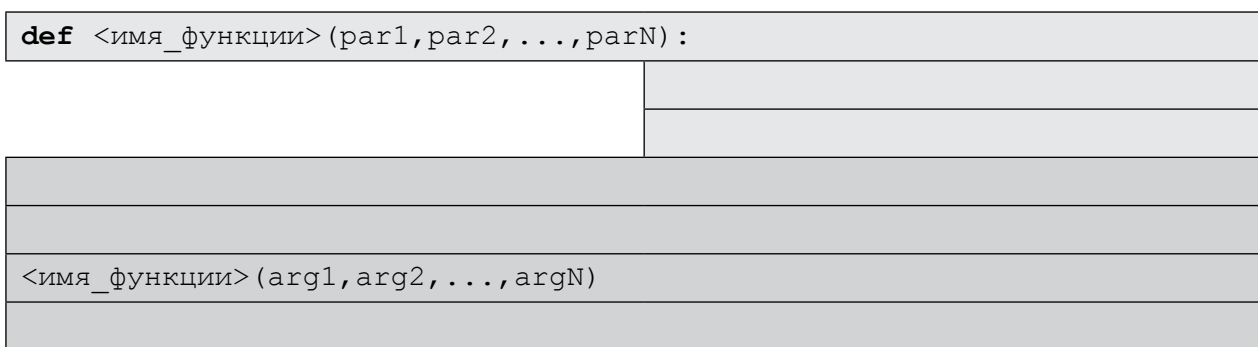 def <имя_функции>(par1,par2,...,parN):
<имя_функции>(arg1,arg2,...,argN)